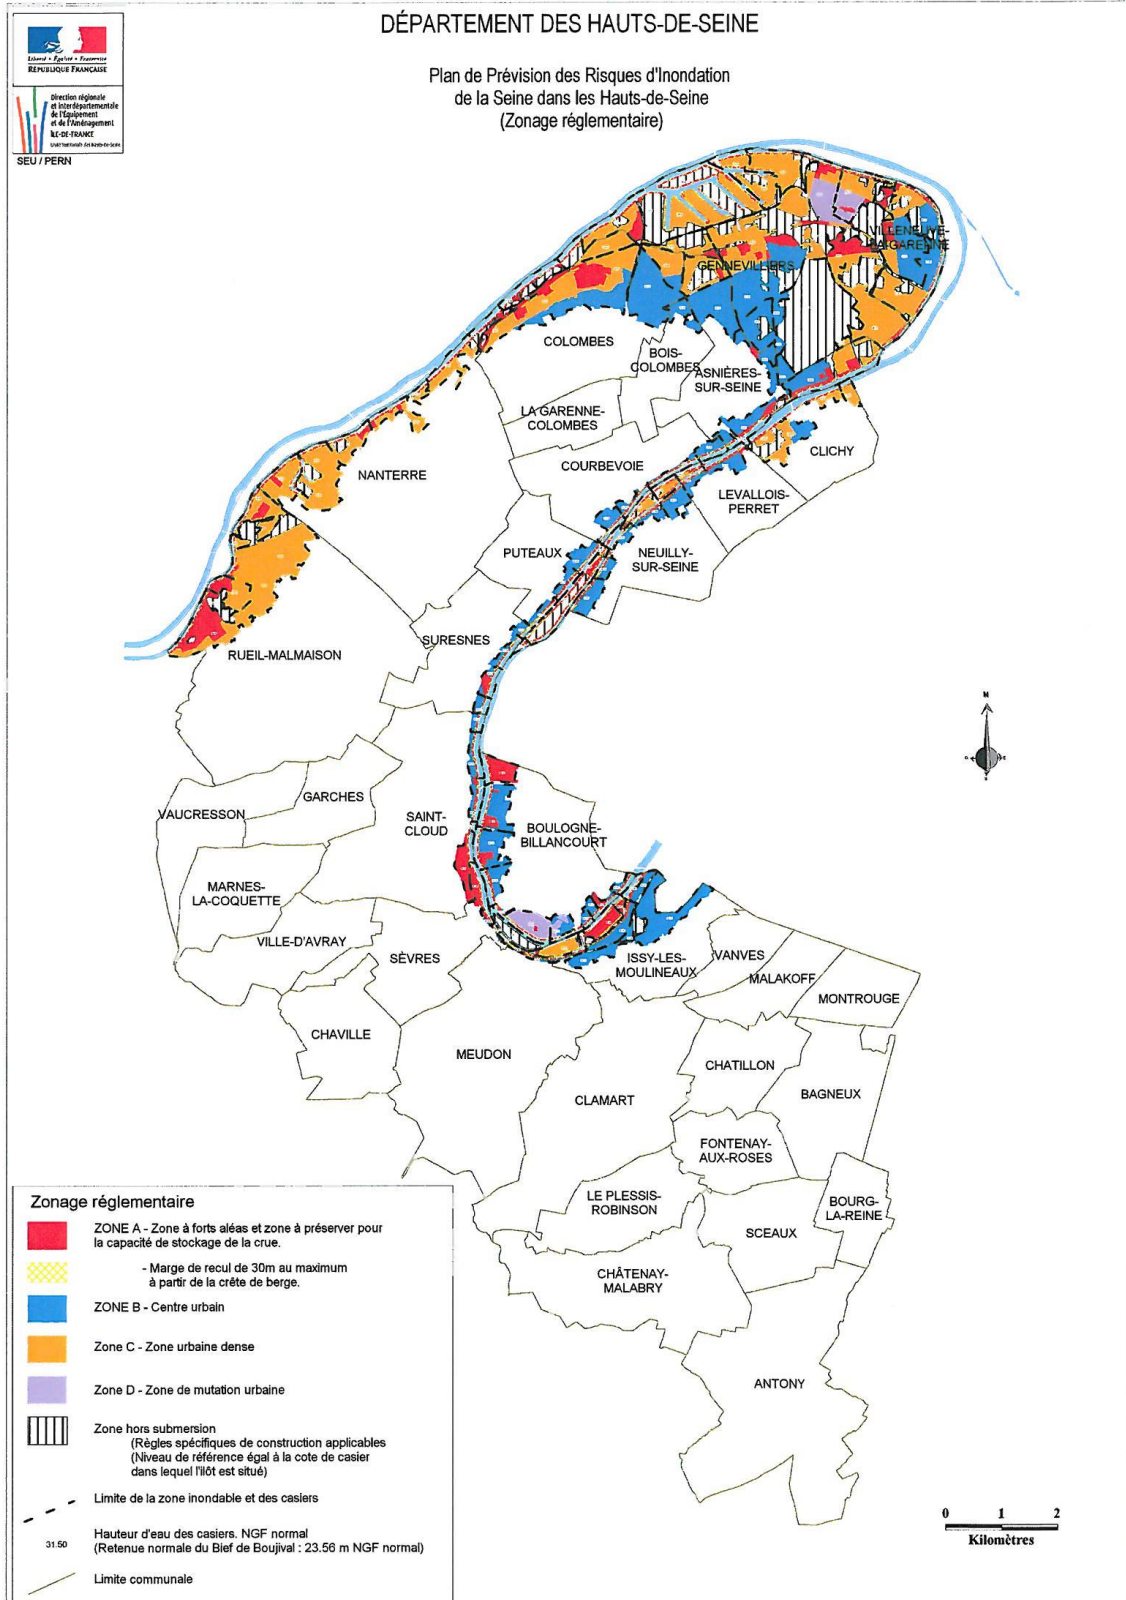 DÉPARTEMENT DES HAUTS-DE-SEINE
Plan de Prévision des Risques d'Inondation
de la Seine dans les Hauts-de-Seine
(Zonage réglementaire)
Liberté • Égalité • Fraternité
RÉPUBLIQUE FRANÇAISE
Direction régionale
et interdépartementale
de l'Équipement
et de l'Aménagement
ÎLE-DE-FRANCE
Unité territoriale des Hauts-de-Seine
SEU / PERN
VILLENEUVE-
LA-GARENNE
GENNEVILLIERS
COLOMBES
BOIS-
COLOMBES
ASNIÈRES-
SUR-SEINE
LA GARENNE-
COLOMBES
CLICHY
COURBEVOIE
NANTERRE
LEVALLOIS-
PERRET
PUTEAUX
NEUILLY-
SUR-SEINE
SURESNES
RUEIL-MALMAISON
N
GARCHES
VAUCRESSON
SAINT-
CLOUD
BOULOGNE-
BILLANCOURT
MARNES-
LA-COQUETTE
VILLE-D'AVRAY
SÈVRES
ISSY-LES-
MOULINEAUX
VANVES
MALAKOFF
MONTROUGE
CHAVILLE
MEUDON
CHATILLON
BAGNEUX
CLAMART
FONTENAY-
AUX-ROSES
LE PLESSIS-
ROBINSON
BOURG-
LA-REINE
SCEAUX
CHÂTENAY-
MALABRY
ANTONY
Zonage réglementaire
ZONE A - Zone à forts aléas et zone à préserver pour
la capacité de stockage de la crue.
- Marge de recul de 30m au maximum
à partir de la crête de berge.
ZONE B - Centre urbain
Zone C - Zone urbaine dense
Zone D - Zone de mutation urbaine
Zone hors submersion
(Règles spécifiques de construction applicables
(Niveau de référence égal à la cote de casier
dans lequel l'ilôt est situé)
Limite de la zone inondable et des casiers
31.50
Hauteur d'eau des casiers. NGF normal
(Retenue normale du Bief de Boujival : 23.56 m NGF normal)
Limite communale
0 1 2
Kilomètres